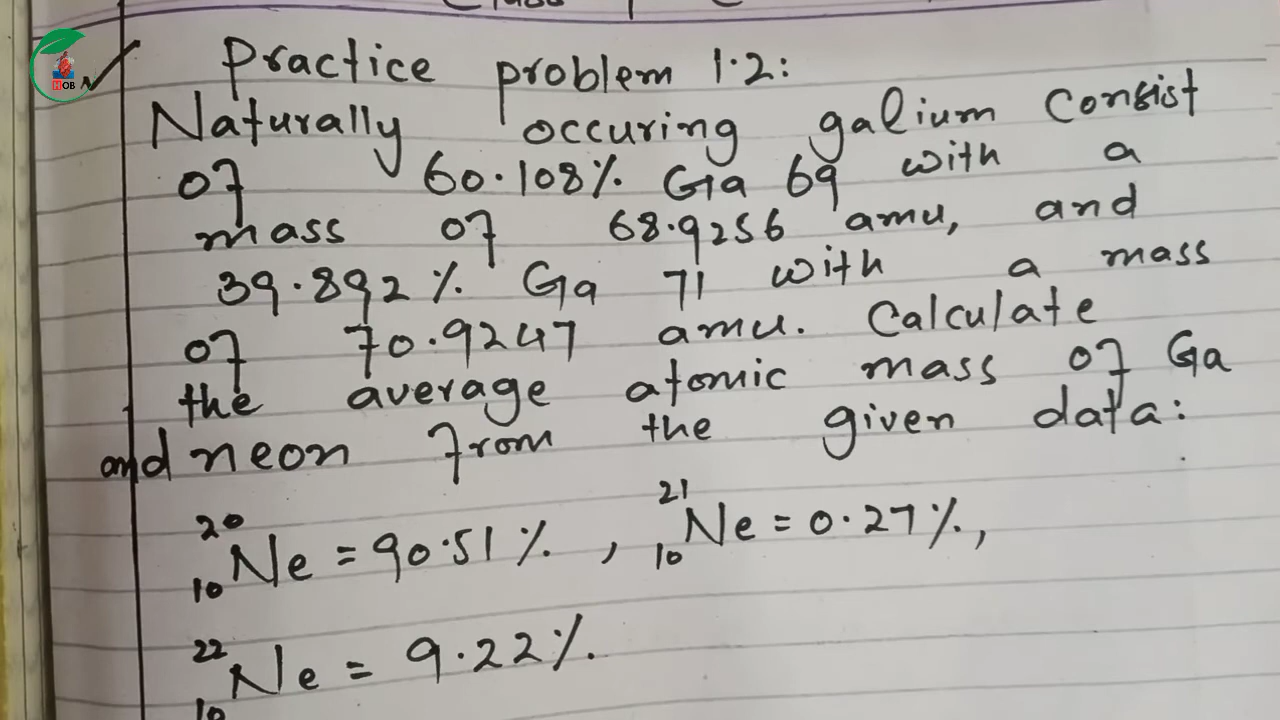 HOB
Practice problem 1.2:
Naturally occuring galium Consist
of 60.108% Ga 69 with a
mass of 68.9256 amu, and
39.892% Ga 71 with a mass
of 70.9247 amu. Calculate
the average atomic mass of Ga
and neon from the given data:
²⁰₁₀Ne = 90.51%, ²¹₁₀Ne = 0.27%,
²²₁₀Ne = 9.22%.